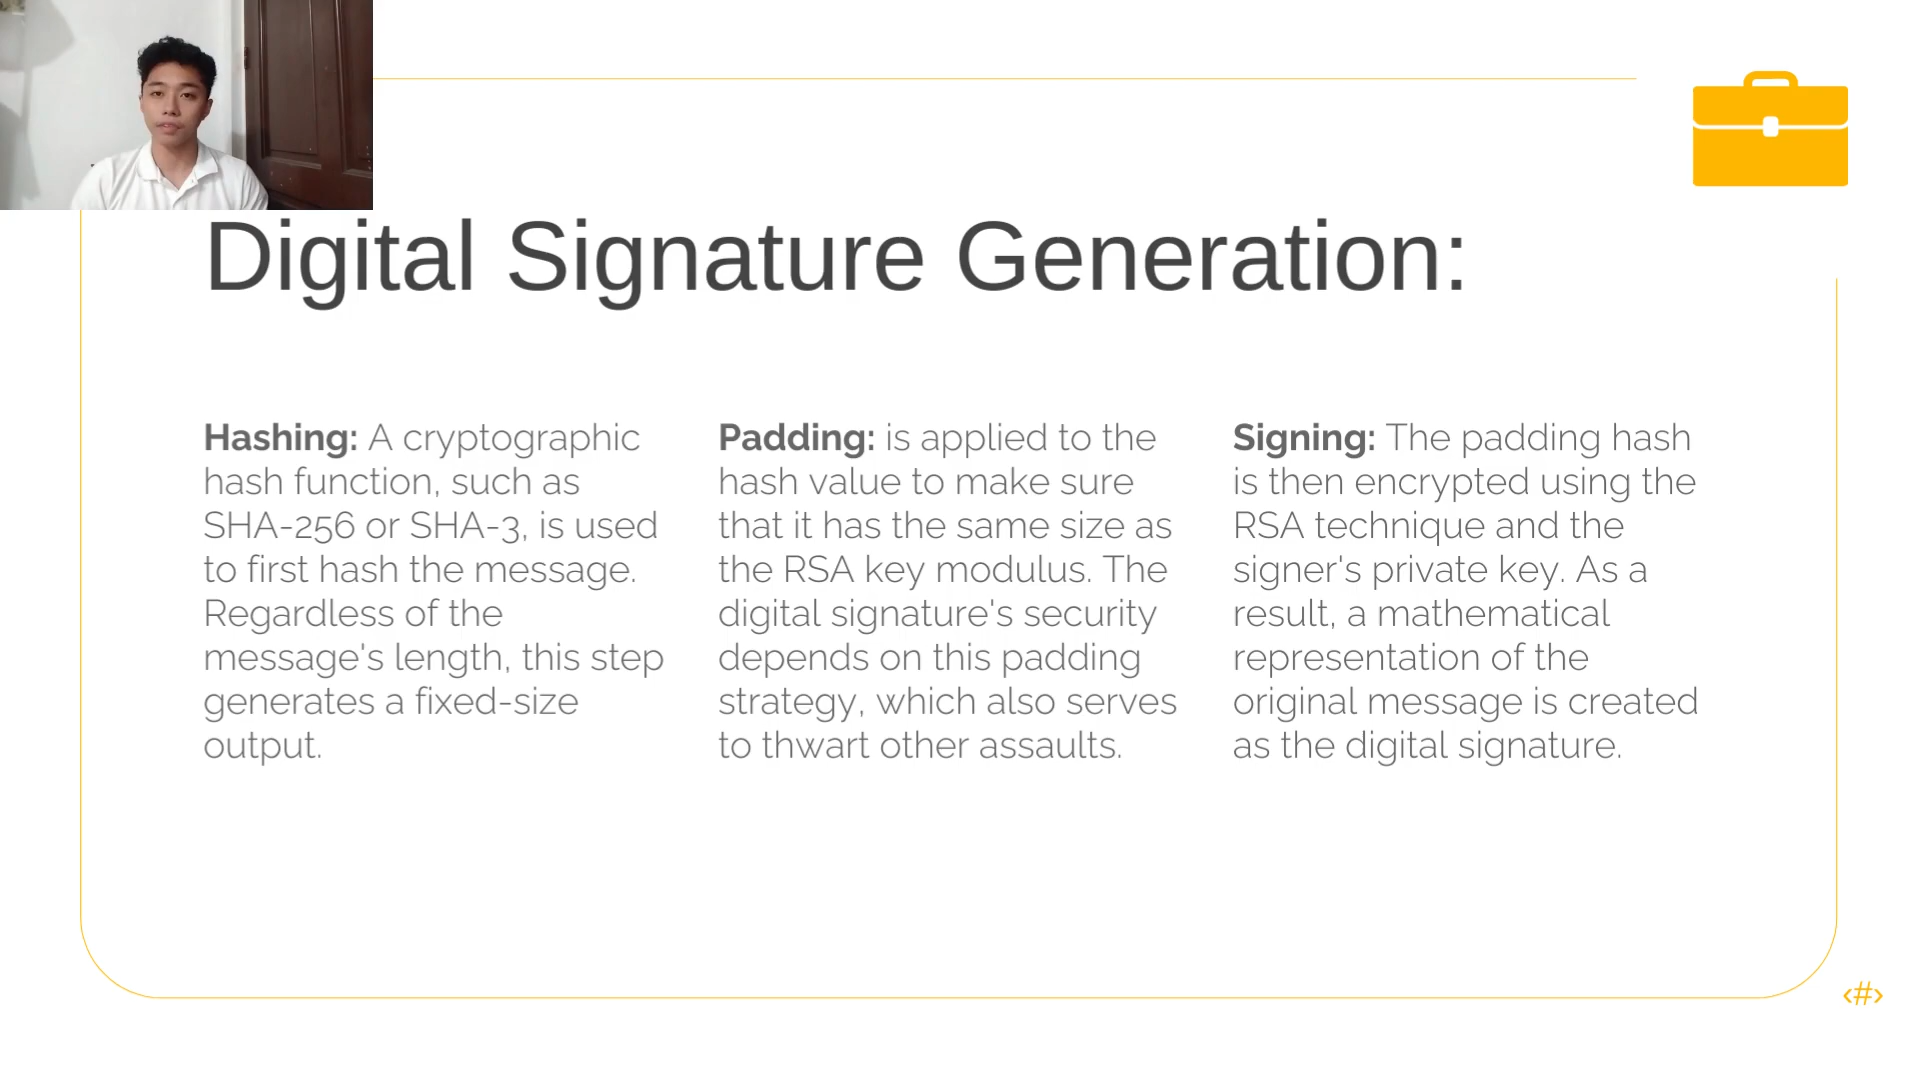 Digital Signature Generation:
Hashing: A cryptographic
hash function, such as
SHA-256 or SHA-3, is used
to first hash the message.
Regardless of the
message's length, this step
generates a fixed-size
output.
Padding: is applied to the
hash value to make sure
that it has the same size as
the RSA key modulus. The
digital signature's security
depends on this padding
strategy, which also serves
to thwart other assaults.
Signing: The padding hash
is then encrypted using the
RSA technique and the
signer's private key. As a
result, a mathematical
representation of the
original message is created
as the digital signature.
‹#›